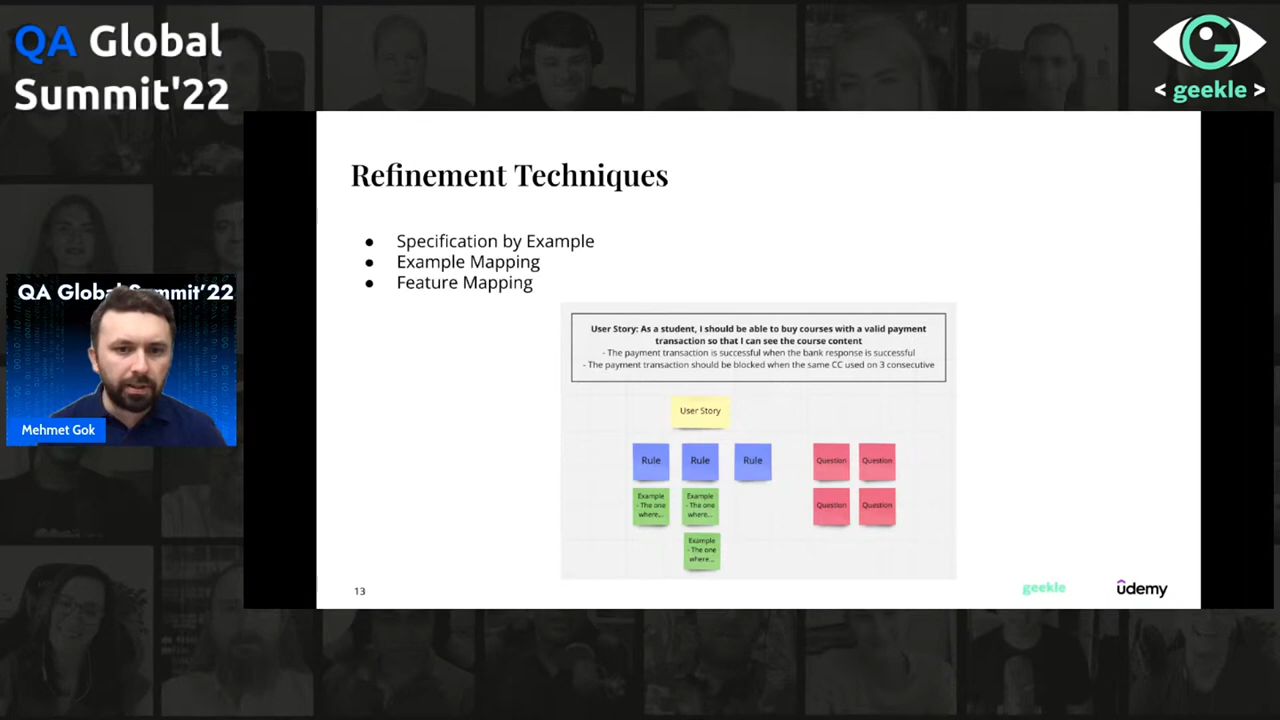 QA Global
Summit'22
G
< geekle >
Refinement Techniques
● Specification by Example
● Example Mapping
● Feature Mapping
QA Global Summit'22
Mehmet Gok
User Story: As a student, I should be able to buy courses with a valid payment
transaction so that I can see the course content
- The payment transaction is successful when the bank response is successful
- The payment transaction should be blocked when the same CC used on 3 consecutive
User Story
Rule
Rule
Rule
Question
Question
Example
- The one
where...
Example
- The one
where...
Question
Question
Example
- The one
where...
13
geekle
ûdemy